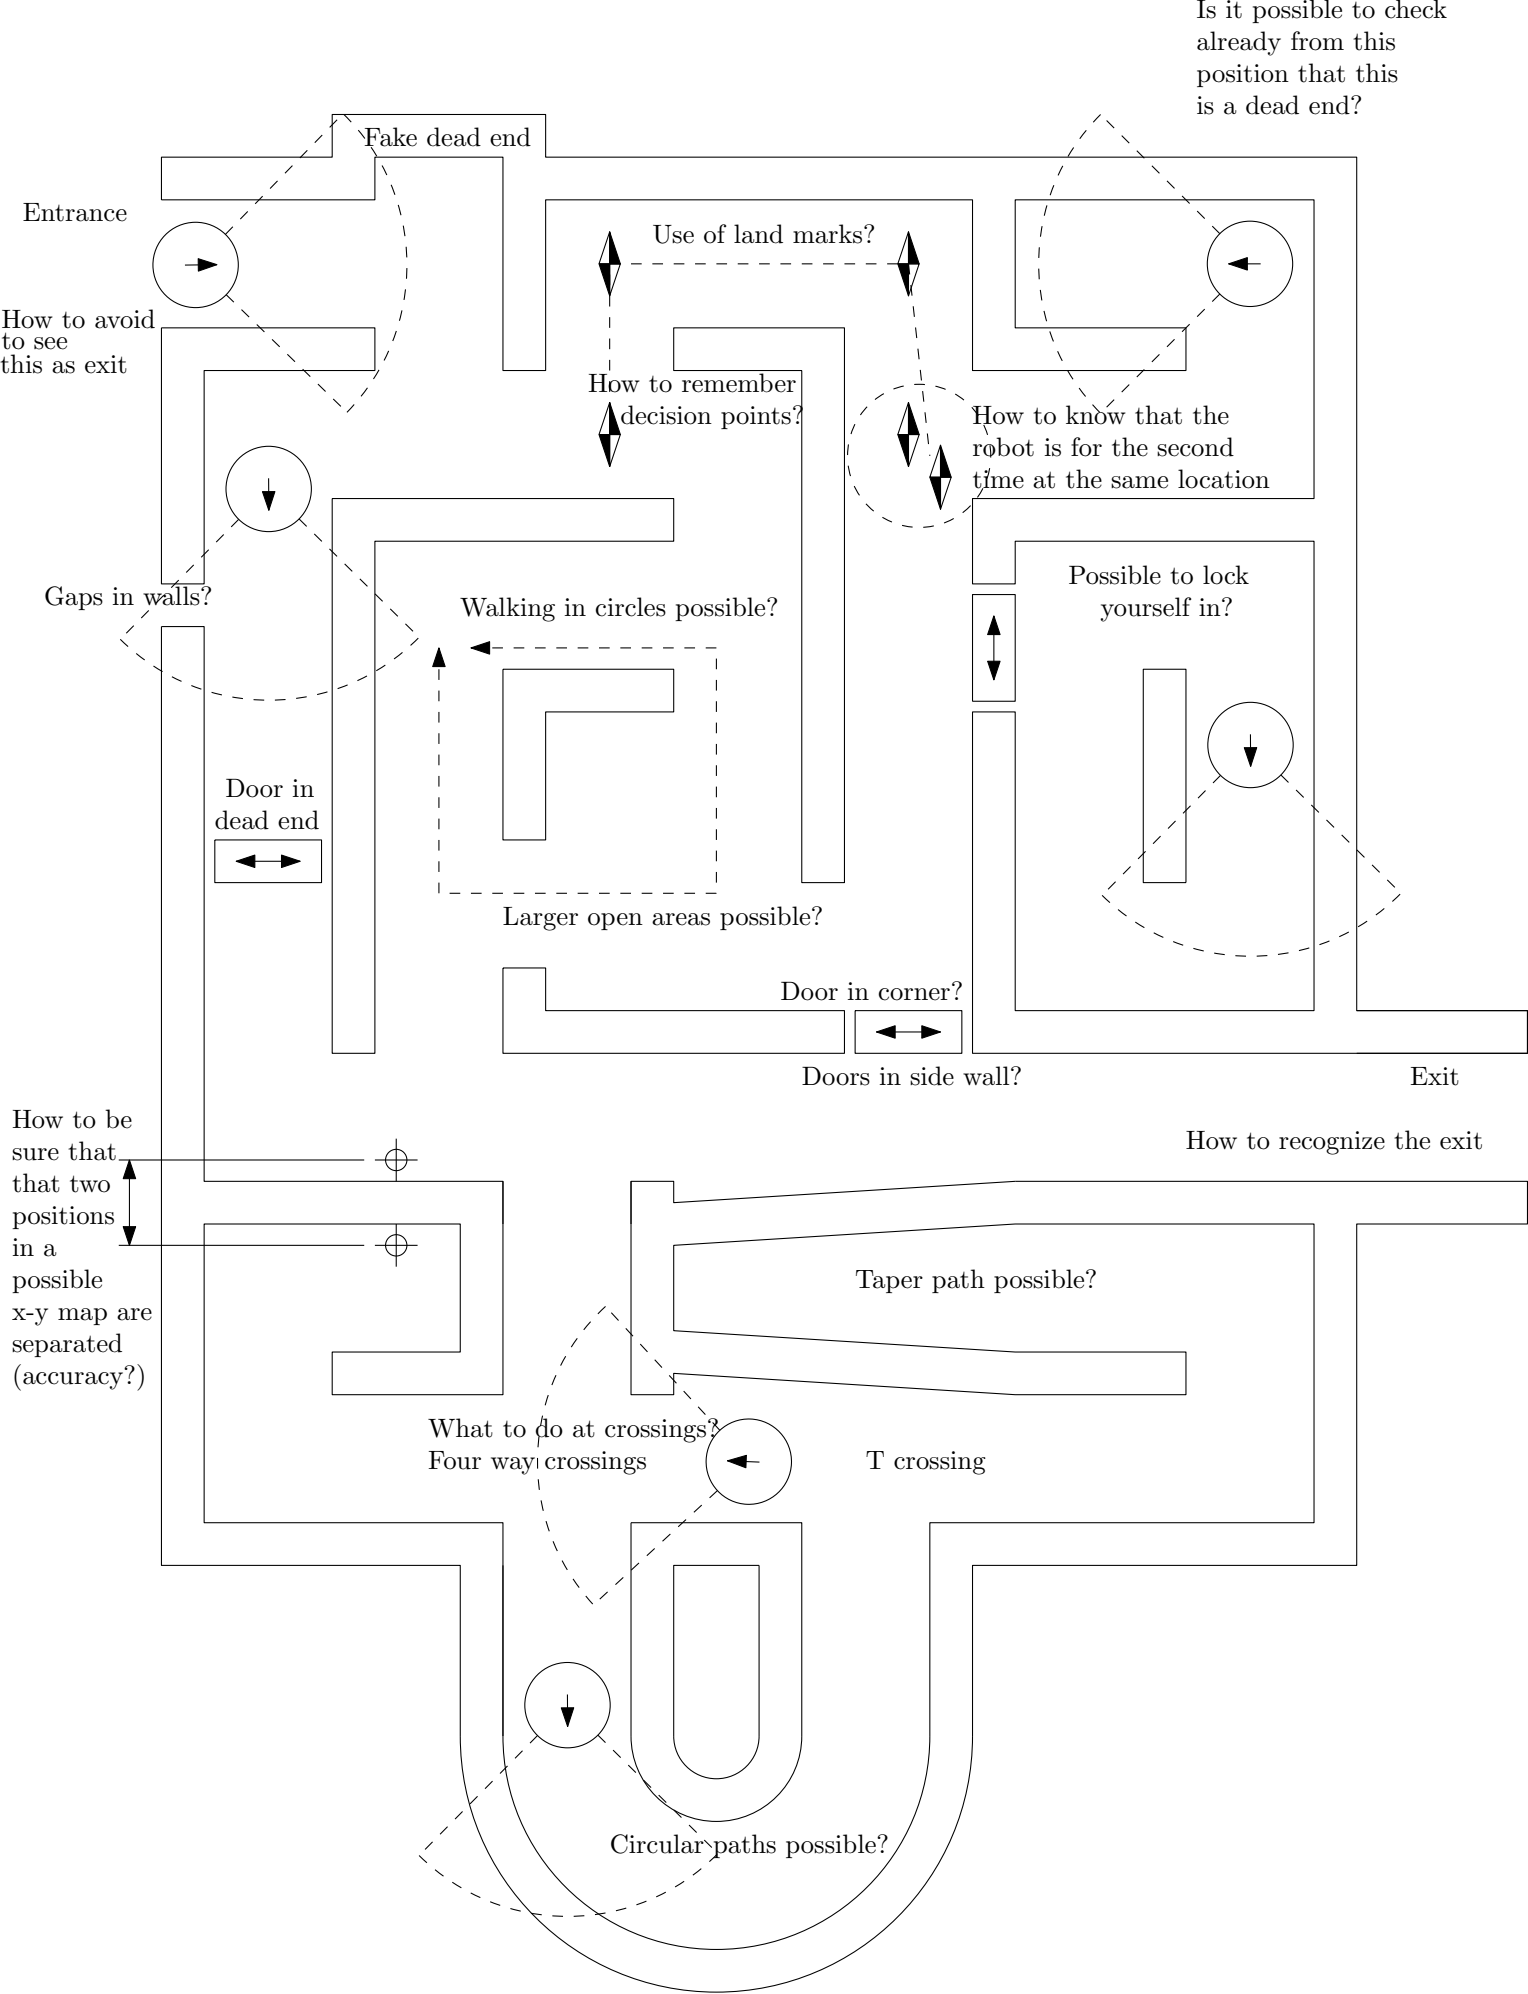 Is it possible to check
already from this
position that this
is a dead end?
Fake dead end
Entrance
Use of land marks?
How to avoid
to see
this as exit
How to remember
decision points?
How to know that the
robot is for the second
time at the same location
Gaps in walls?
Walking in circles possible?
Possible to lock
yourself in?
Door in
dead end
Larger open areas possible?
Door in corner?
Doors in side wall?
Exit
How to recognize the exit
How to be
sure that
that two
positions
in a
possible
x-y map are
separated
(accuracy?)
Taper path possible?
What to do at crossings?
Four way crossings
T crossing
Circular paths possible?